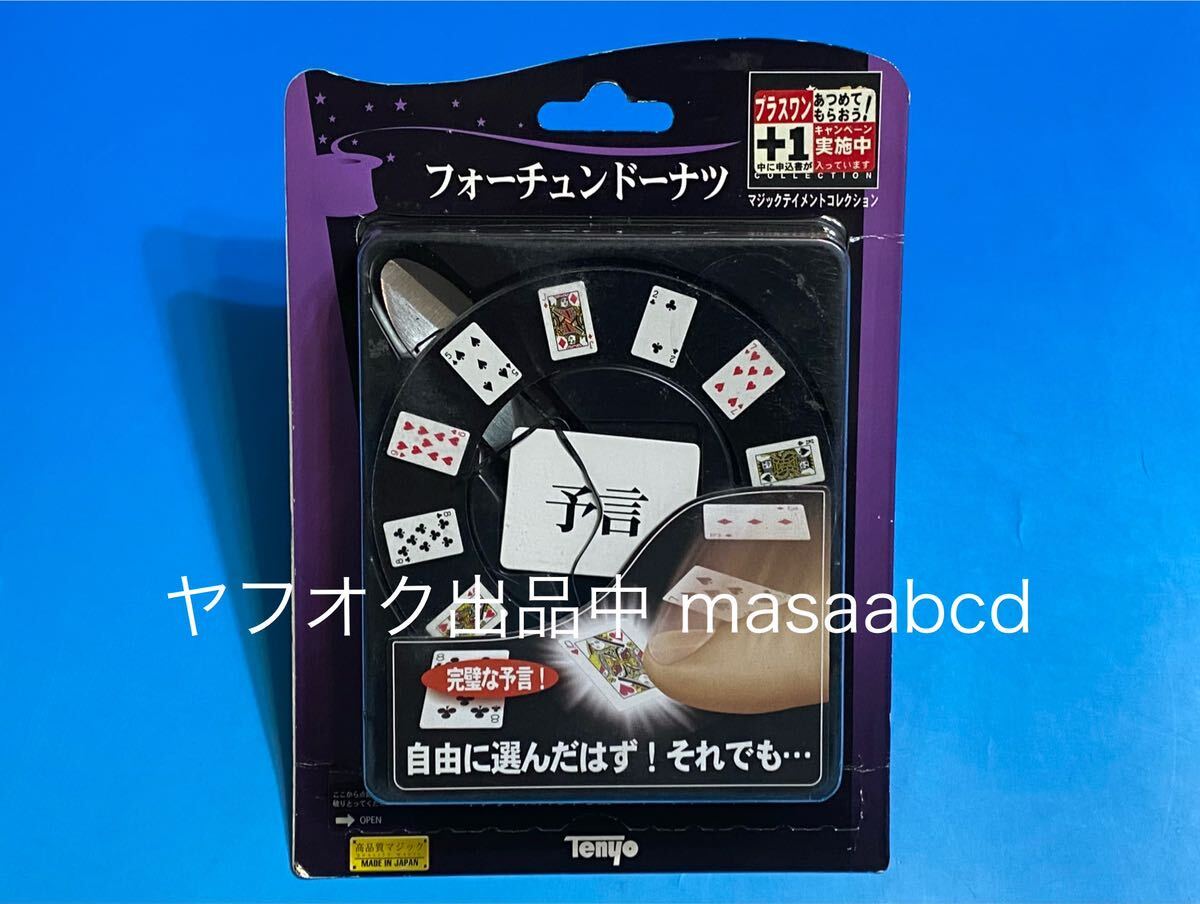 プラスワン
あつめて
もらおう!
+1
キャンペーン
実施中
中に申込書が
入っています
COLLECTION
マジックテイメントコレクション
フォーチュンドーナツ
予言
ヤフオク出品中 masaabcd
完璧な予言!
自由に選んだはず!それでも…
OPEN
高品質マジック
MADE IN JAPAN
Tenyo